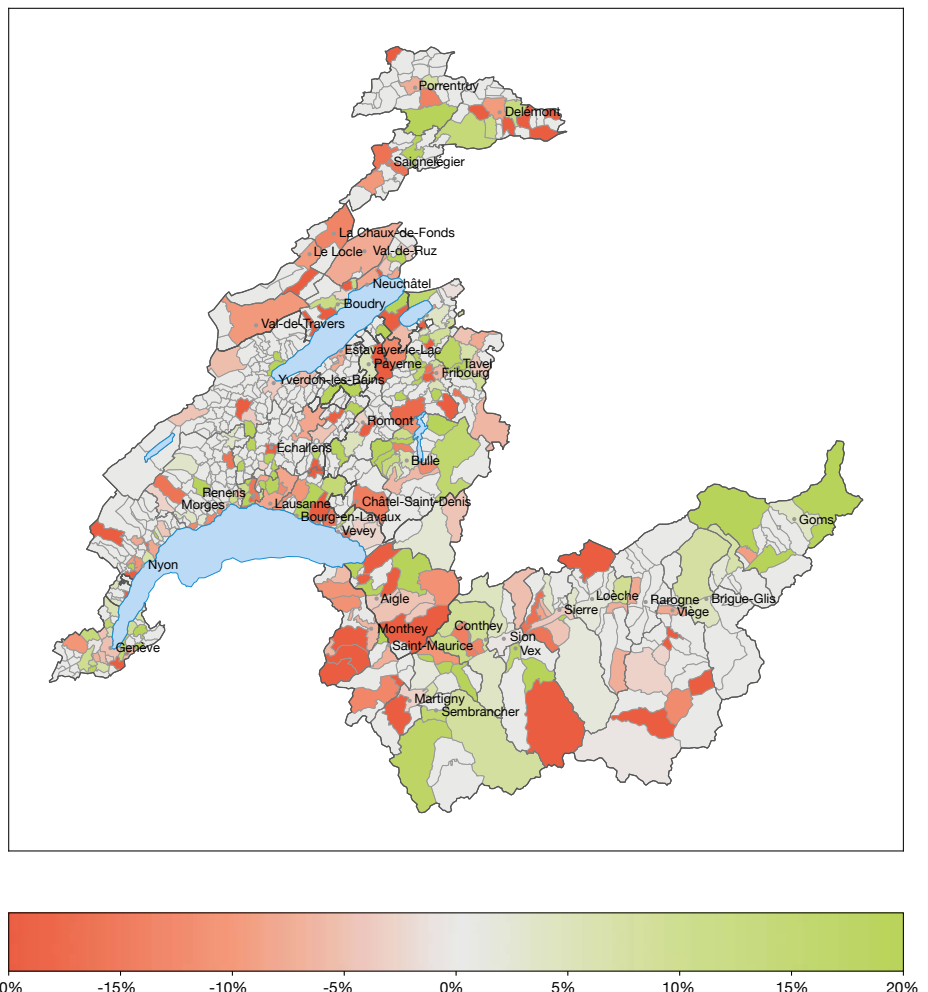 Porrentruy
Delémont
Saignelégier
La Chaux-de-Fonds
Le Locle
Val-de-Ruz
Neuchâtel
Boudry
Val-de-Travers
Estavayer-le-Lac
Payerne
Tavel
Fribourg
Yverdon-les-Bains
Romont
Échallens
Bulle
Renens
Morges
Lausanne
Châtel-Saint-Denis
Bourg-en-Lavaux
Vevey
Goms
Nyon
Aigle
Loèche
Rarogne
Brigue-Glis
Sierre
Viège
Monthey
Conthey
Sion
Genève
Saint-Maurice
Vex
Martigny
Sembrancher
0% -15% -10% -5% 0% 5% 10% 15% 20%